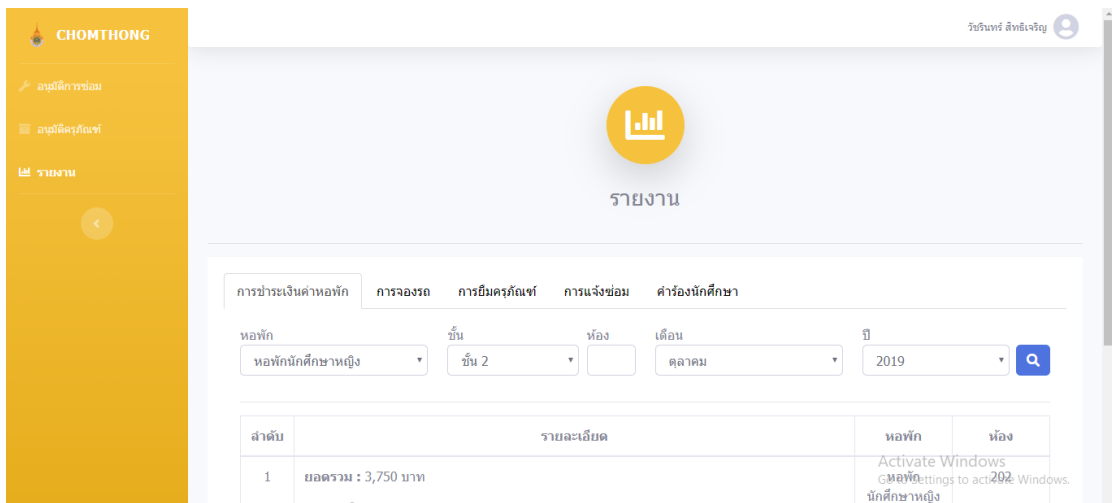 CHOMTHONG
วัชรินทร์ สิทธิเจริญ
อนุมัติการซ่อม
อนุมัติครุภัณฑ์
รายงาน
รายงาน
การชำระเงินค่าหอพัก การจองรถ การยืมครุภัณฑ์ การแจ้งซ่อม คำร้องนักศึกษา
หอพัก ชั้น ห้อง เดือน ปี
หอพักนักศึกษาหญิง ชั้น 2 ตุลาคม 2019
ลำดับ รายละเอียด หอพัก ห้อง
1 ยอดรวม : 3,750 บาท หอพัก 202
นักศึกษาหญิง
Activate Windows
Go to Settings to activate Windows.